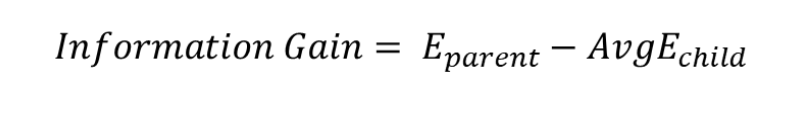 Information Gain = E_parent − AvgE_child